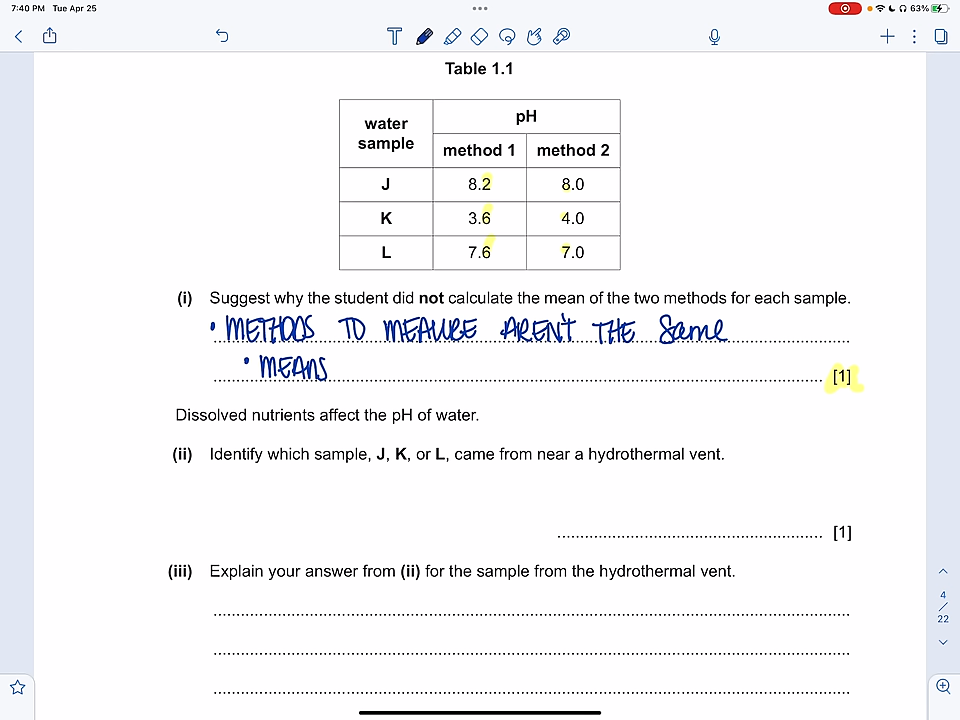 7:40 PM Tue Apr 25
63%
Table 1.1
water sample
pH
method 1 method 2
J 8.2 8.0
K 3.6 4.0
L 7.6 7.0
(i) Suggest why the student did not calculate the mean of the two methods for each sample.
• METHODS TO MEAURE AREN'T THE Same
• MEANS
[1]
Dissolved nutrients affect the pH of water.
(ii) Identify which sample, J, K, or L, came from near a hydrothermal vent.
[1]
(iii) Explain your answer from (ii) for the sample from the hydrothermal vent.
4
/
22